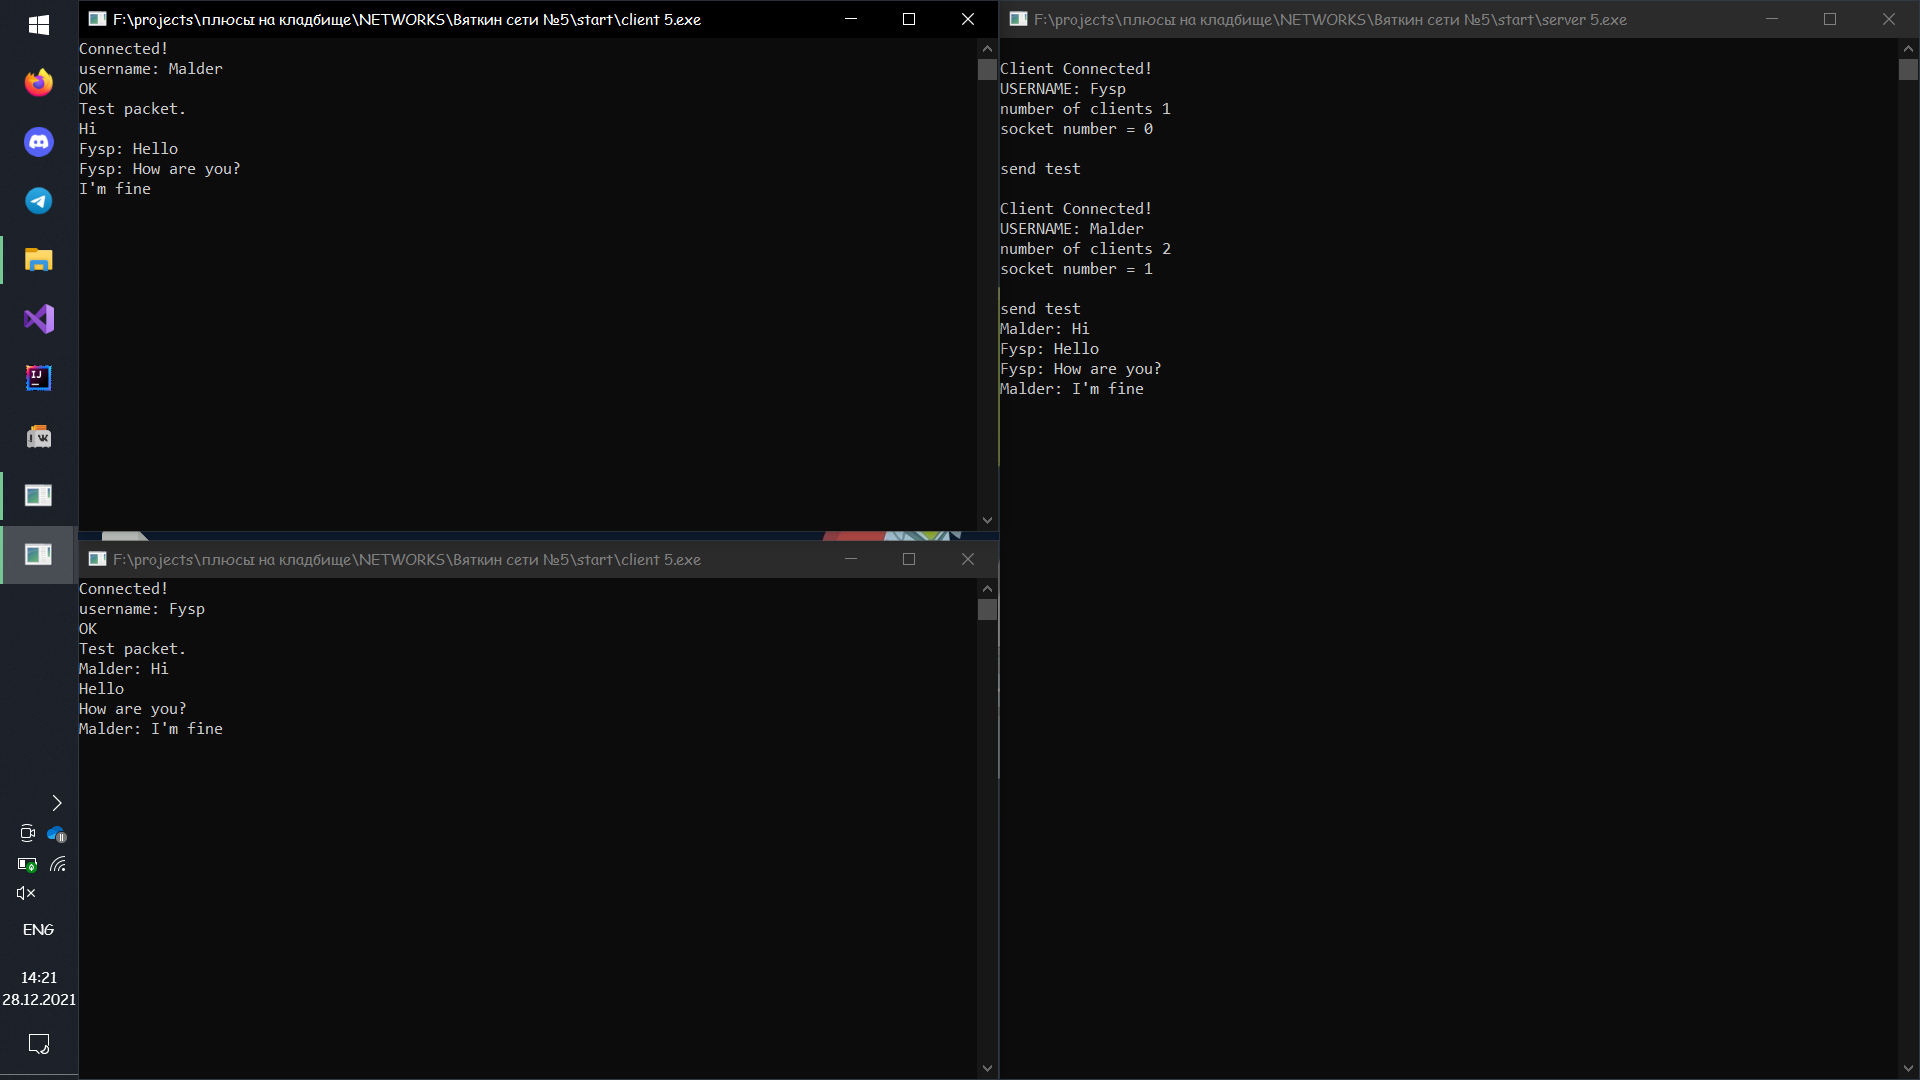 F:\projects\плюсы на кладбище\NETWORKS\Вяткин сети №5\start\client 5.exe
Connected!
username: Malder
OK
Test packet.
Hi
Fysp: Hello
Fysp: How are you?
I'm fine
F:\projects\плюсы на кладбище\NETWORKS\Вяткин сети №5\start\client 5.exe
Connected!
username: Fysp
OK
Test packet.
Malder: Hi
Hello
How are you?
Malder: I'm fine
F:\projects\плюсы на кладбище\NETWORKS\Вяткин сети №5\start\server 5.exe
Client Connected!
USERNAME: Fysp
number of clients 1
socket number = 0
send test
Client Connected!
USERNAME: Malder
number of clients 2
socket number = 1
send test
Malder: Hi
Fysp: Hello
Fysp: How are you?
Malder: I'm fine
IJ
VK
ENG
14:21
28.12.2021